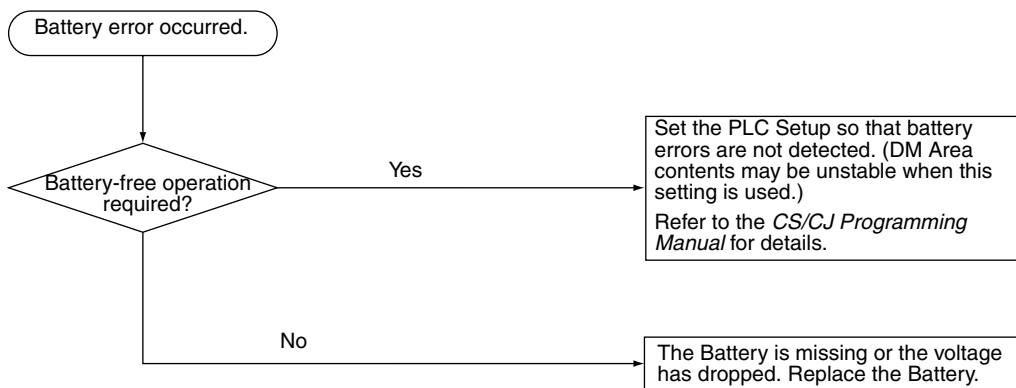 Battery error occurred.
Battery-free operation
required?
Yes
Set the PLC Setup so that battery
errors are not detected. (DM Area
contents may be unstable when this
setting is used.)
Refer to the CS/CJ Programming
Manual for details.
No
The Battery is missing or the voltage
has dropped. Replace the Battery.